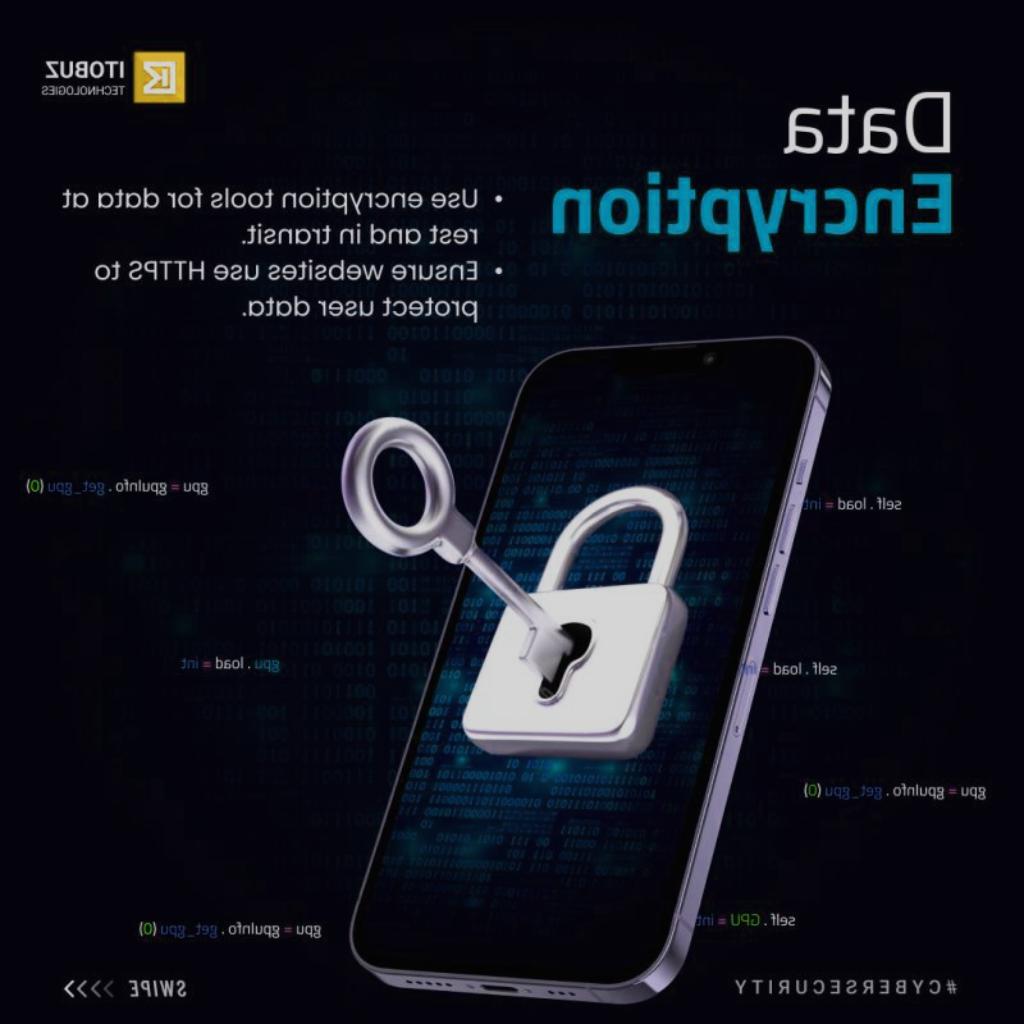 ITOBUZ
TECHNOLOGIES
Data
Encryption
• Use encryption tools for data at
rest and in transit.
• Ensure websites use HTTPS to
protect user data.
gpu = gpuInfo . get_gpu (0)
self . load = int
gpu . load = int
self . load = int
gpu = gpuInfo . get_gpu (0)
self . GPU = int
gpu = gpuInfo . get_gpu (0)
#CYBERSECURITY
SWIPE